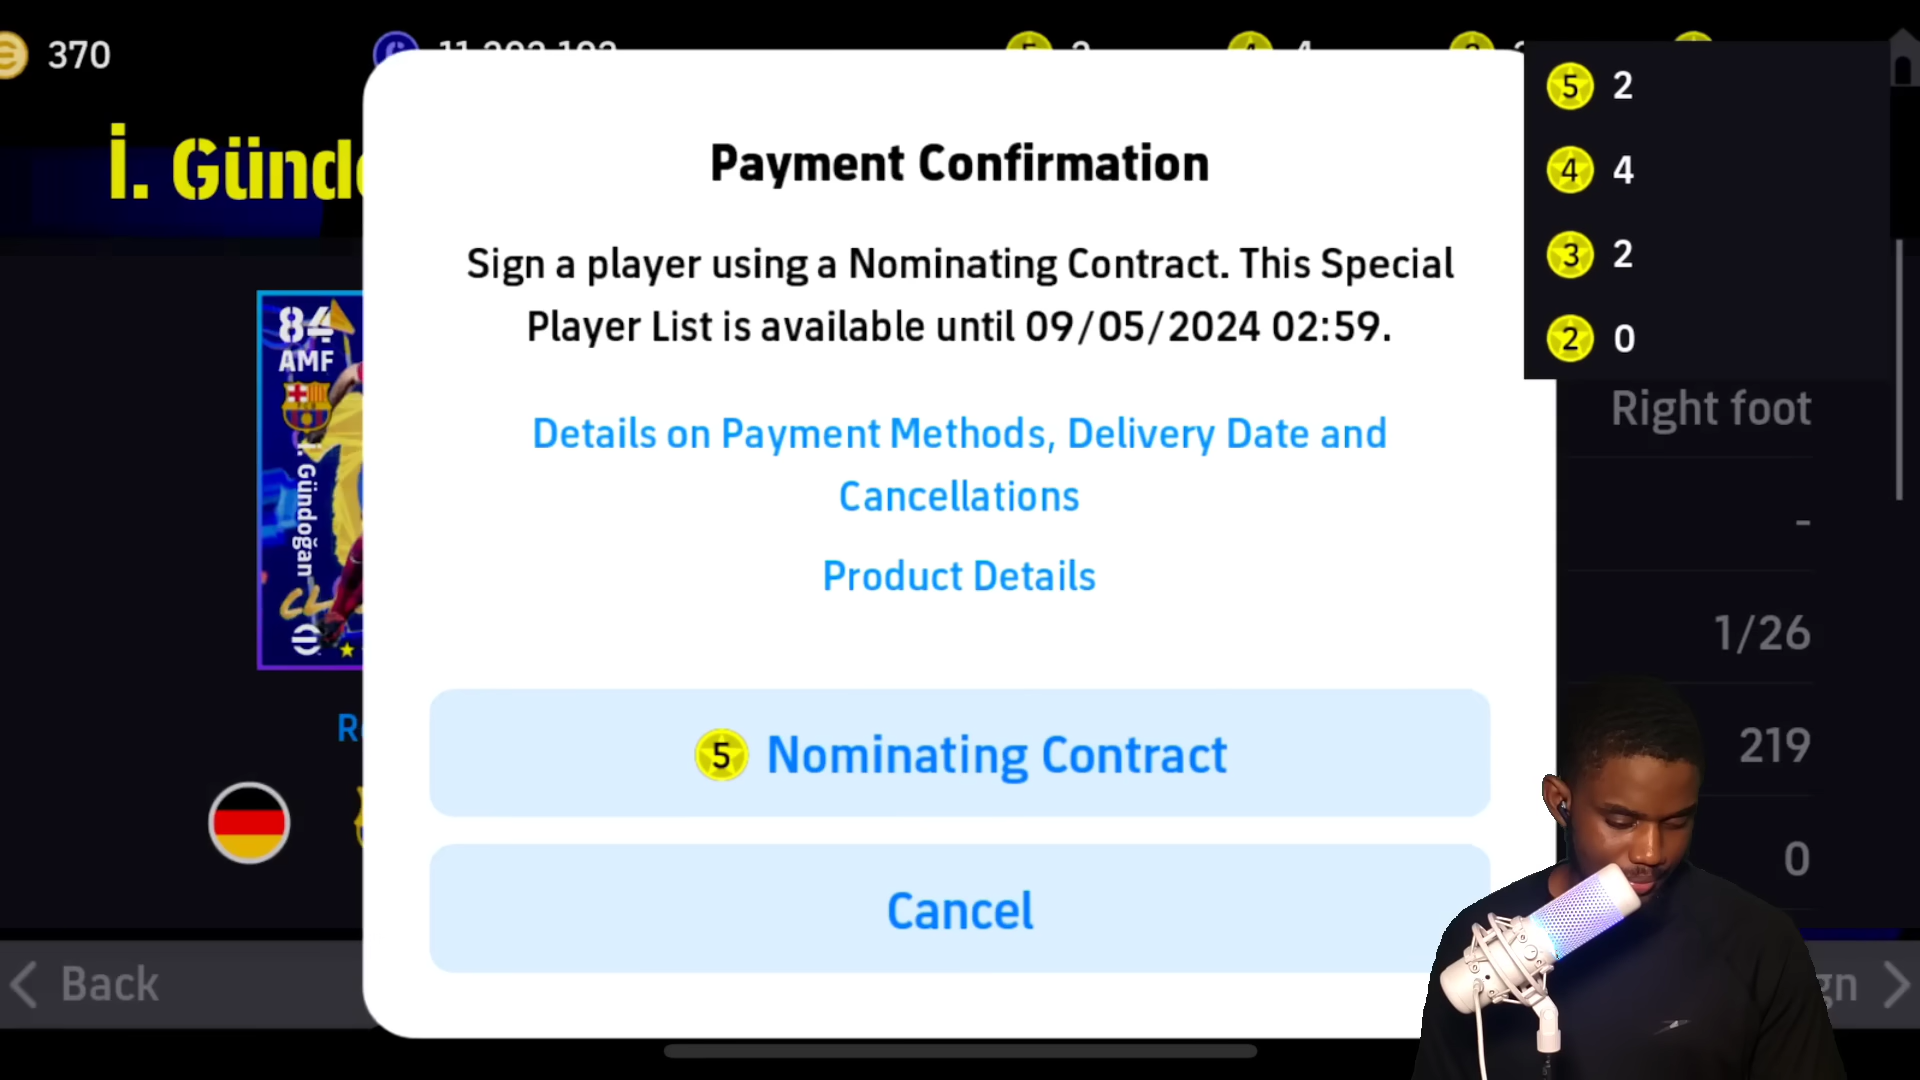 370
İ. Günd
84
AMF
İ. Gündoğan
Payment Confirmation
Sign a player using a Nominating Contract. This Special
Player List is available until 09/05/2024 02:59.
Details on Payment Methods, Delivery Date and
Cancellations
Product Details
5 Nominating Contract
Cancel
5 2
4 4
3 2
2 0
Right foot
-
1/26
219
0
Back